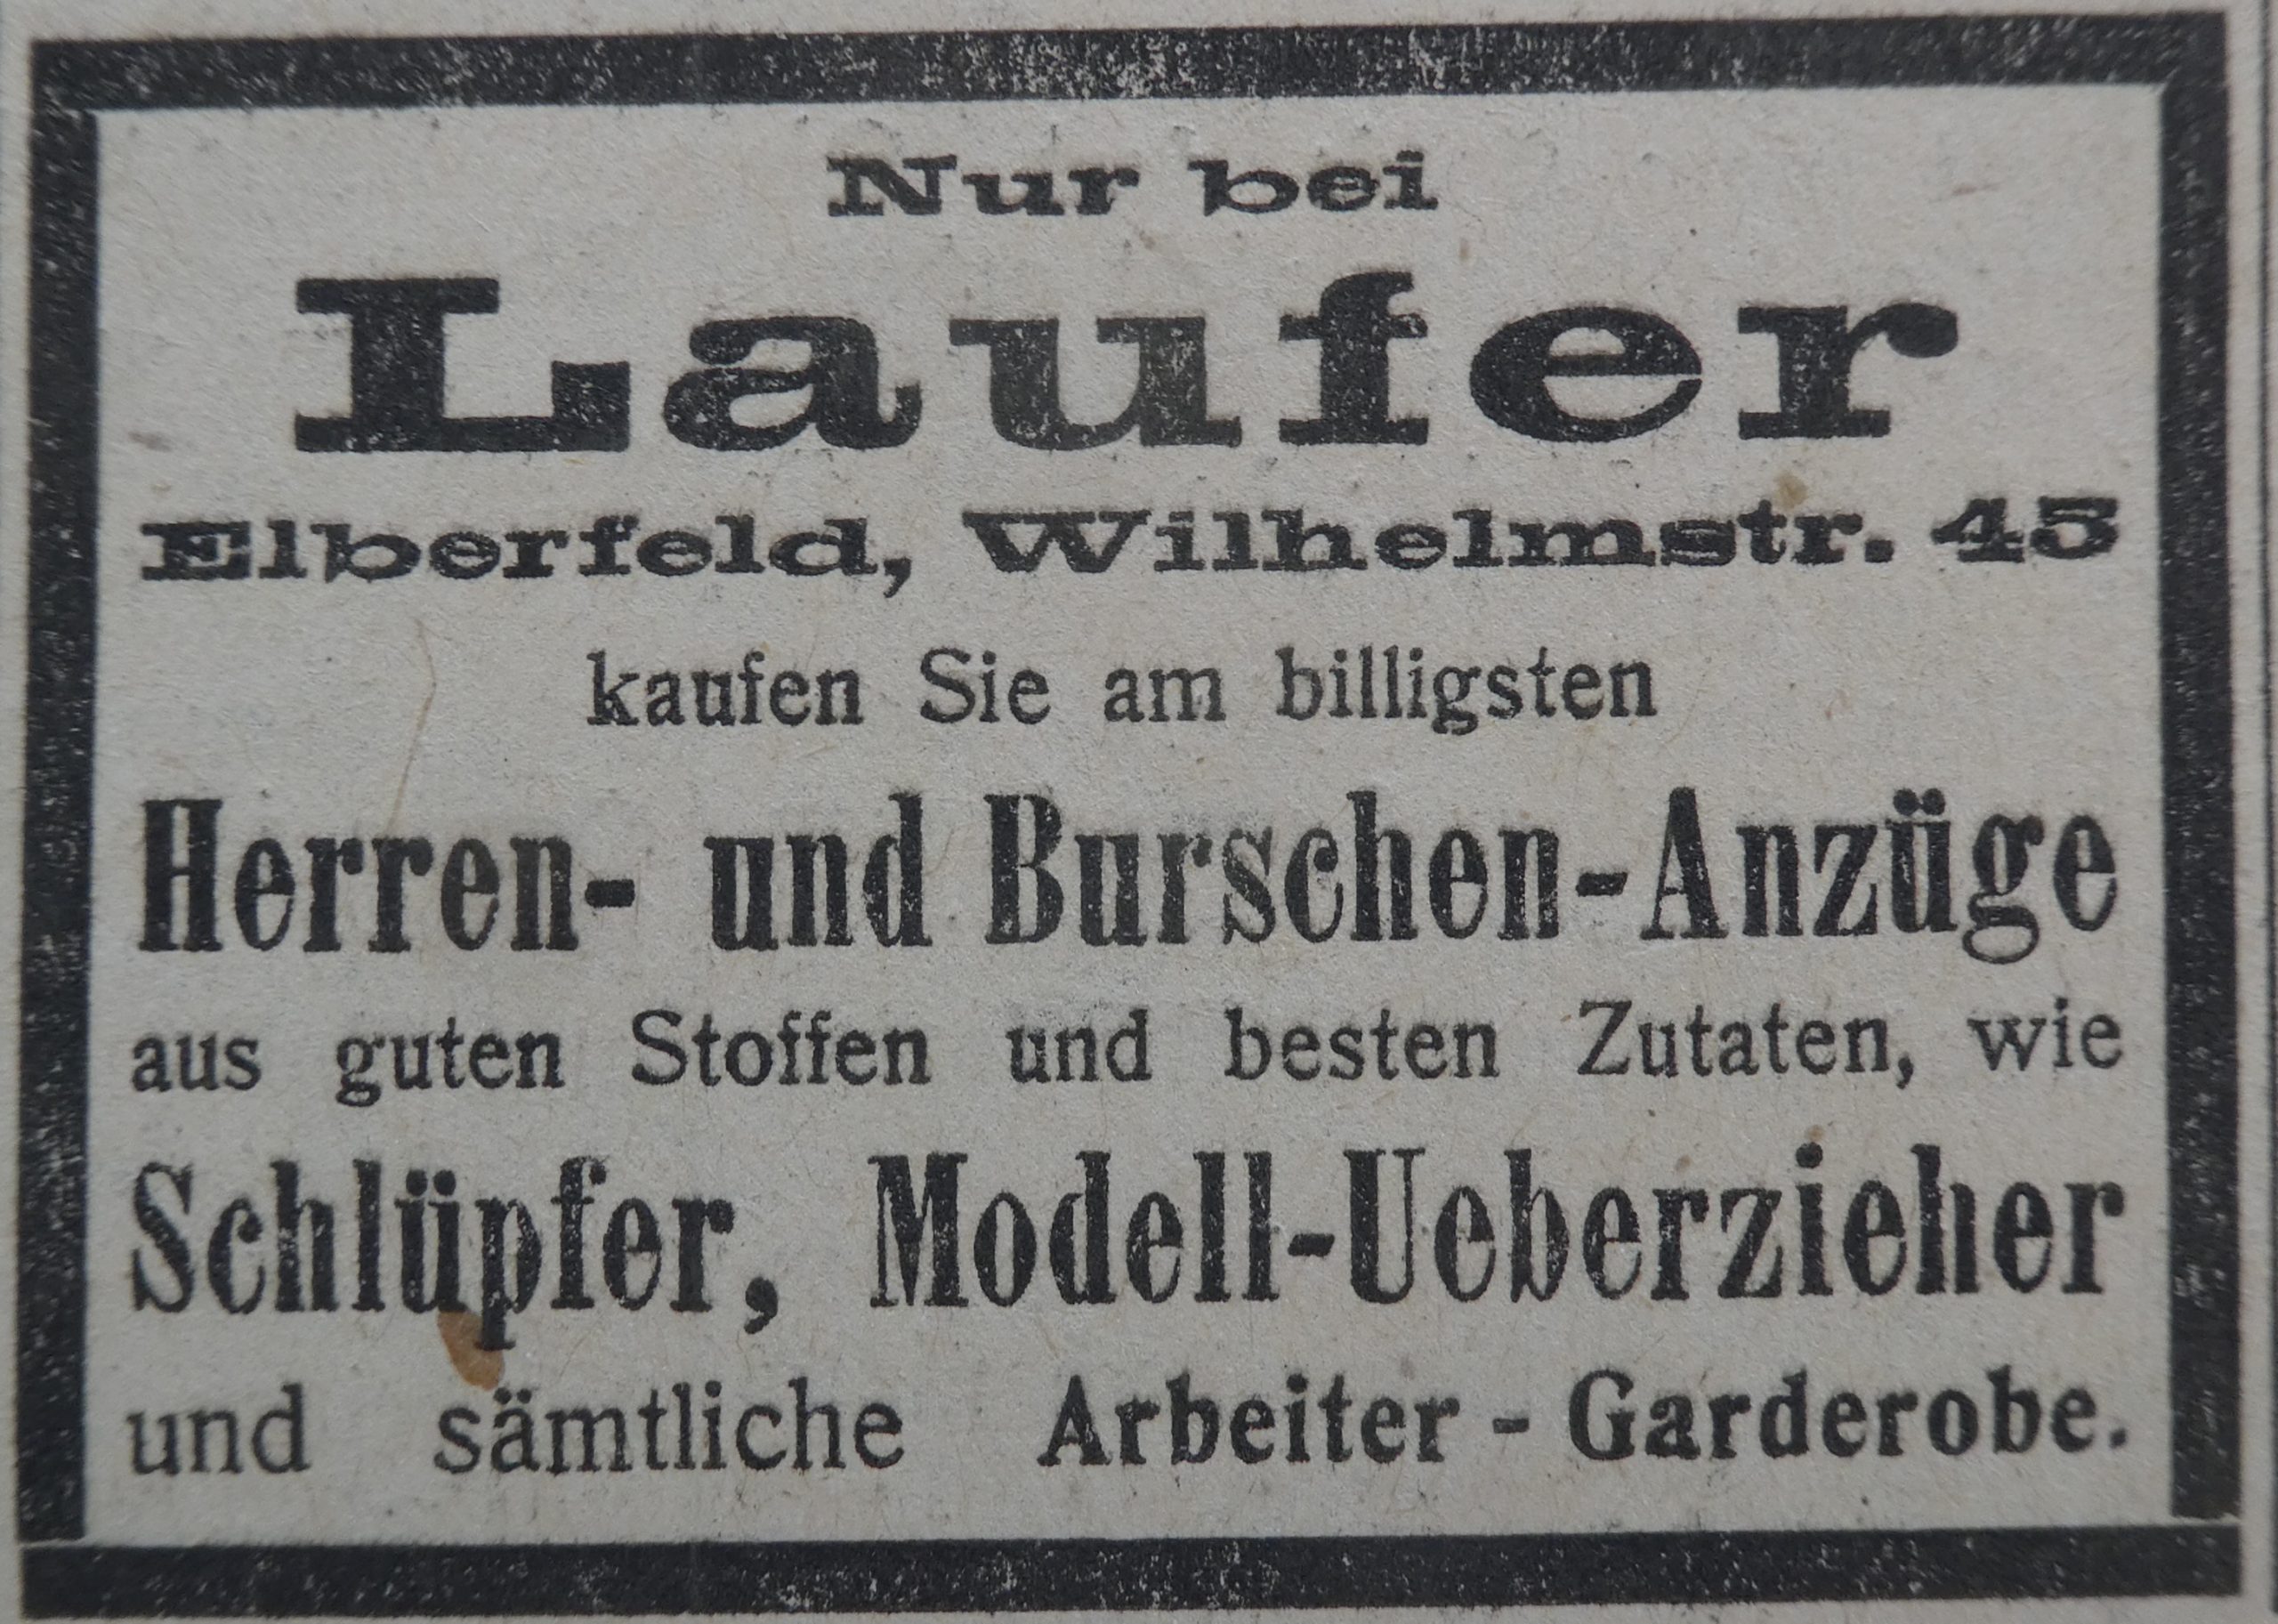 Nur bei
Laufer
Elberfeld, Wilhelmstr. 45
kaufen Sie am billigsten
Herren- und Burschen-Anzüge
aus guten Stoffen und besten Zutaten, wie
Schlüpfer, Modell-Ueberzieher
und sämtliche Arbeiter-Garderobe.